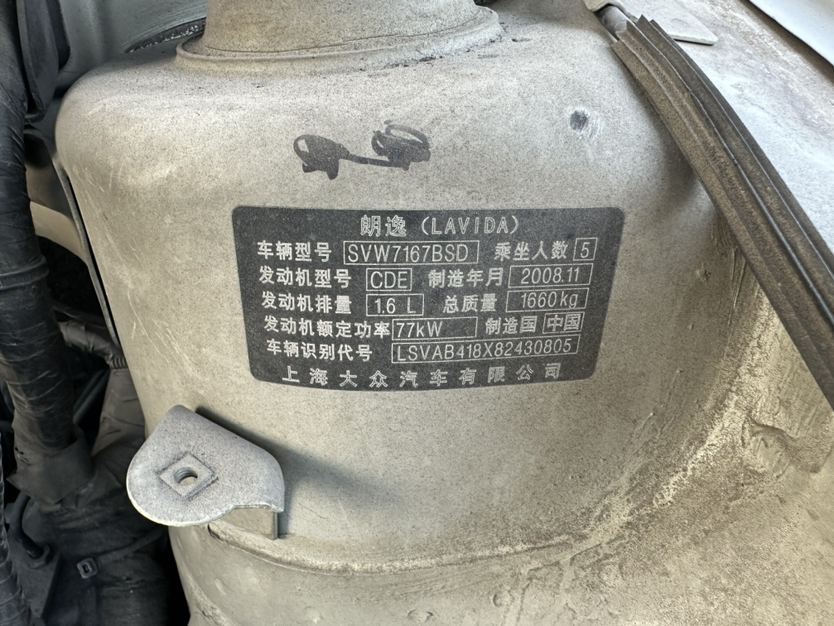 朗逸 (LAVIDA)
车辆型号 SVW7167BSD 乘坐人数 5
发动机型号 CDE 制造年月 2008.11
发动机排量 1.6 L 总质量 1660kg
发动机额定功率 77kW 制造国 中国
车辆识别代号 LSVAB418X82430805
上海大众汽车有限公司